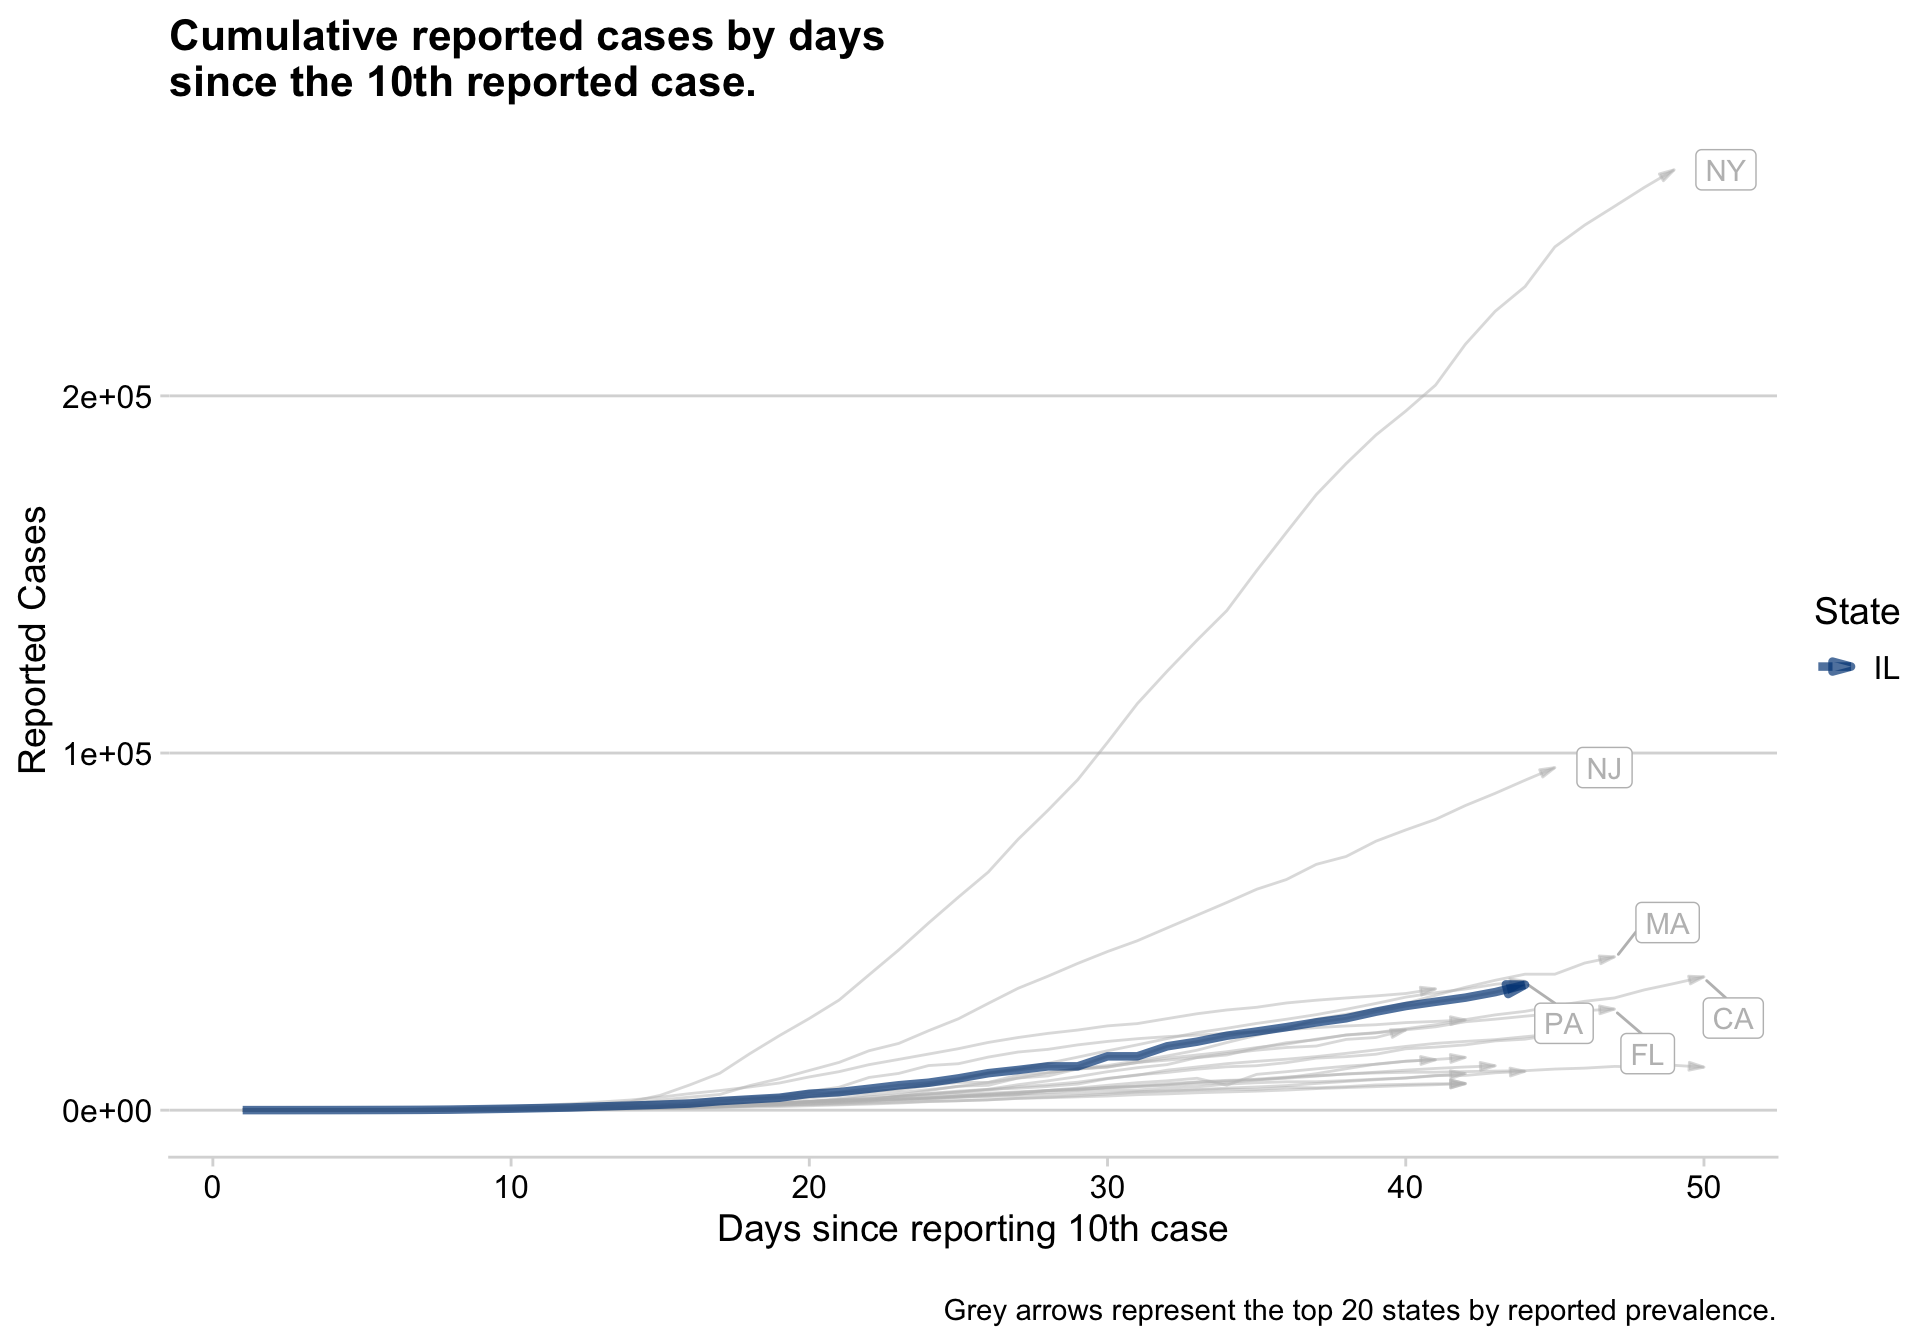 Cumulative reported cases by days
since the 10th reported case.
NY
2e+05
Reported Cases
State
IL
1e+05
NJ
MA
CA
PA
FL
0e+00
0 10 20 30 40 50
Days since reporting 10th case
Grey arrows represent the top 20 states by reported prevalence.